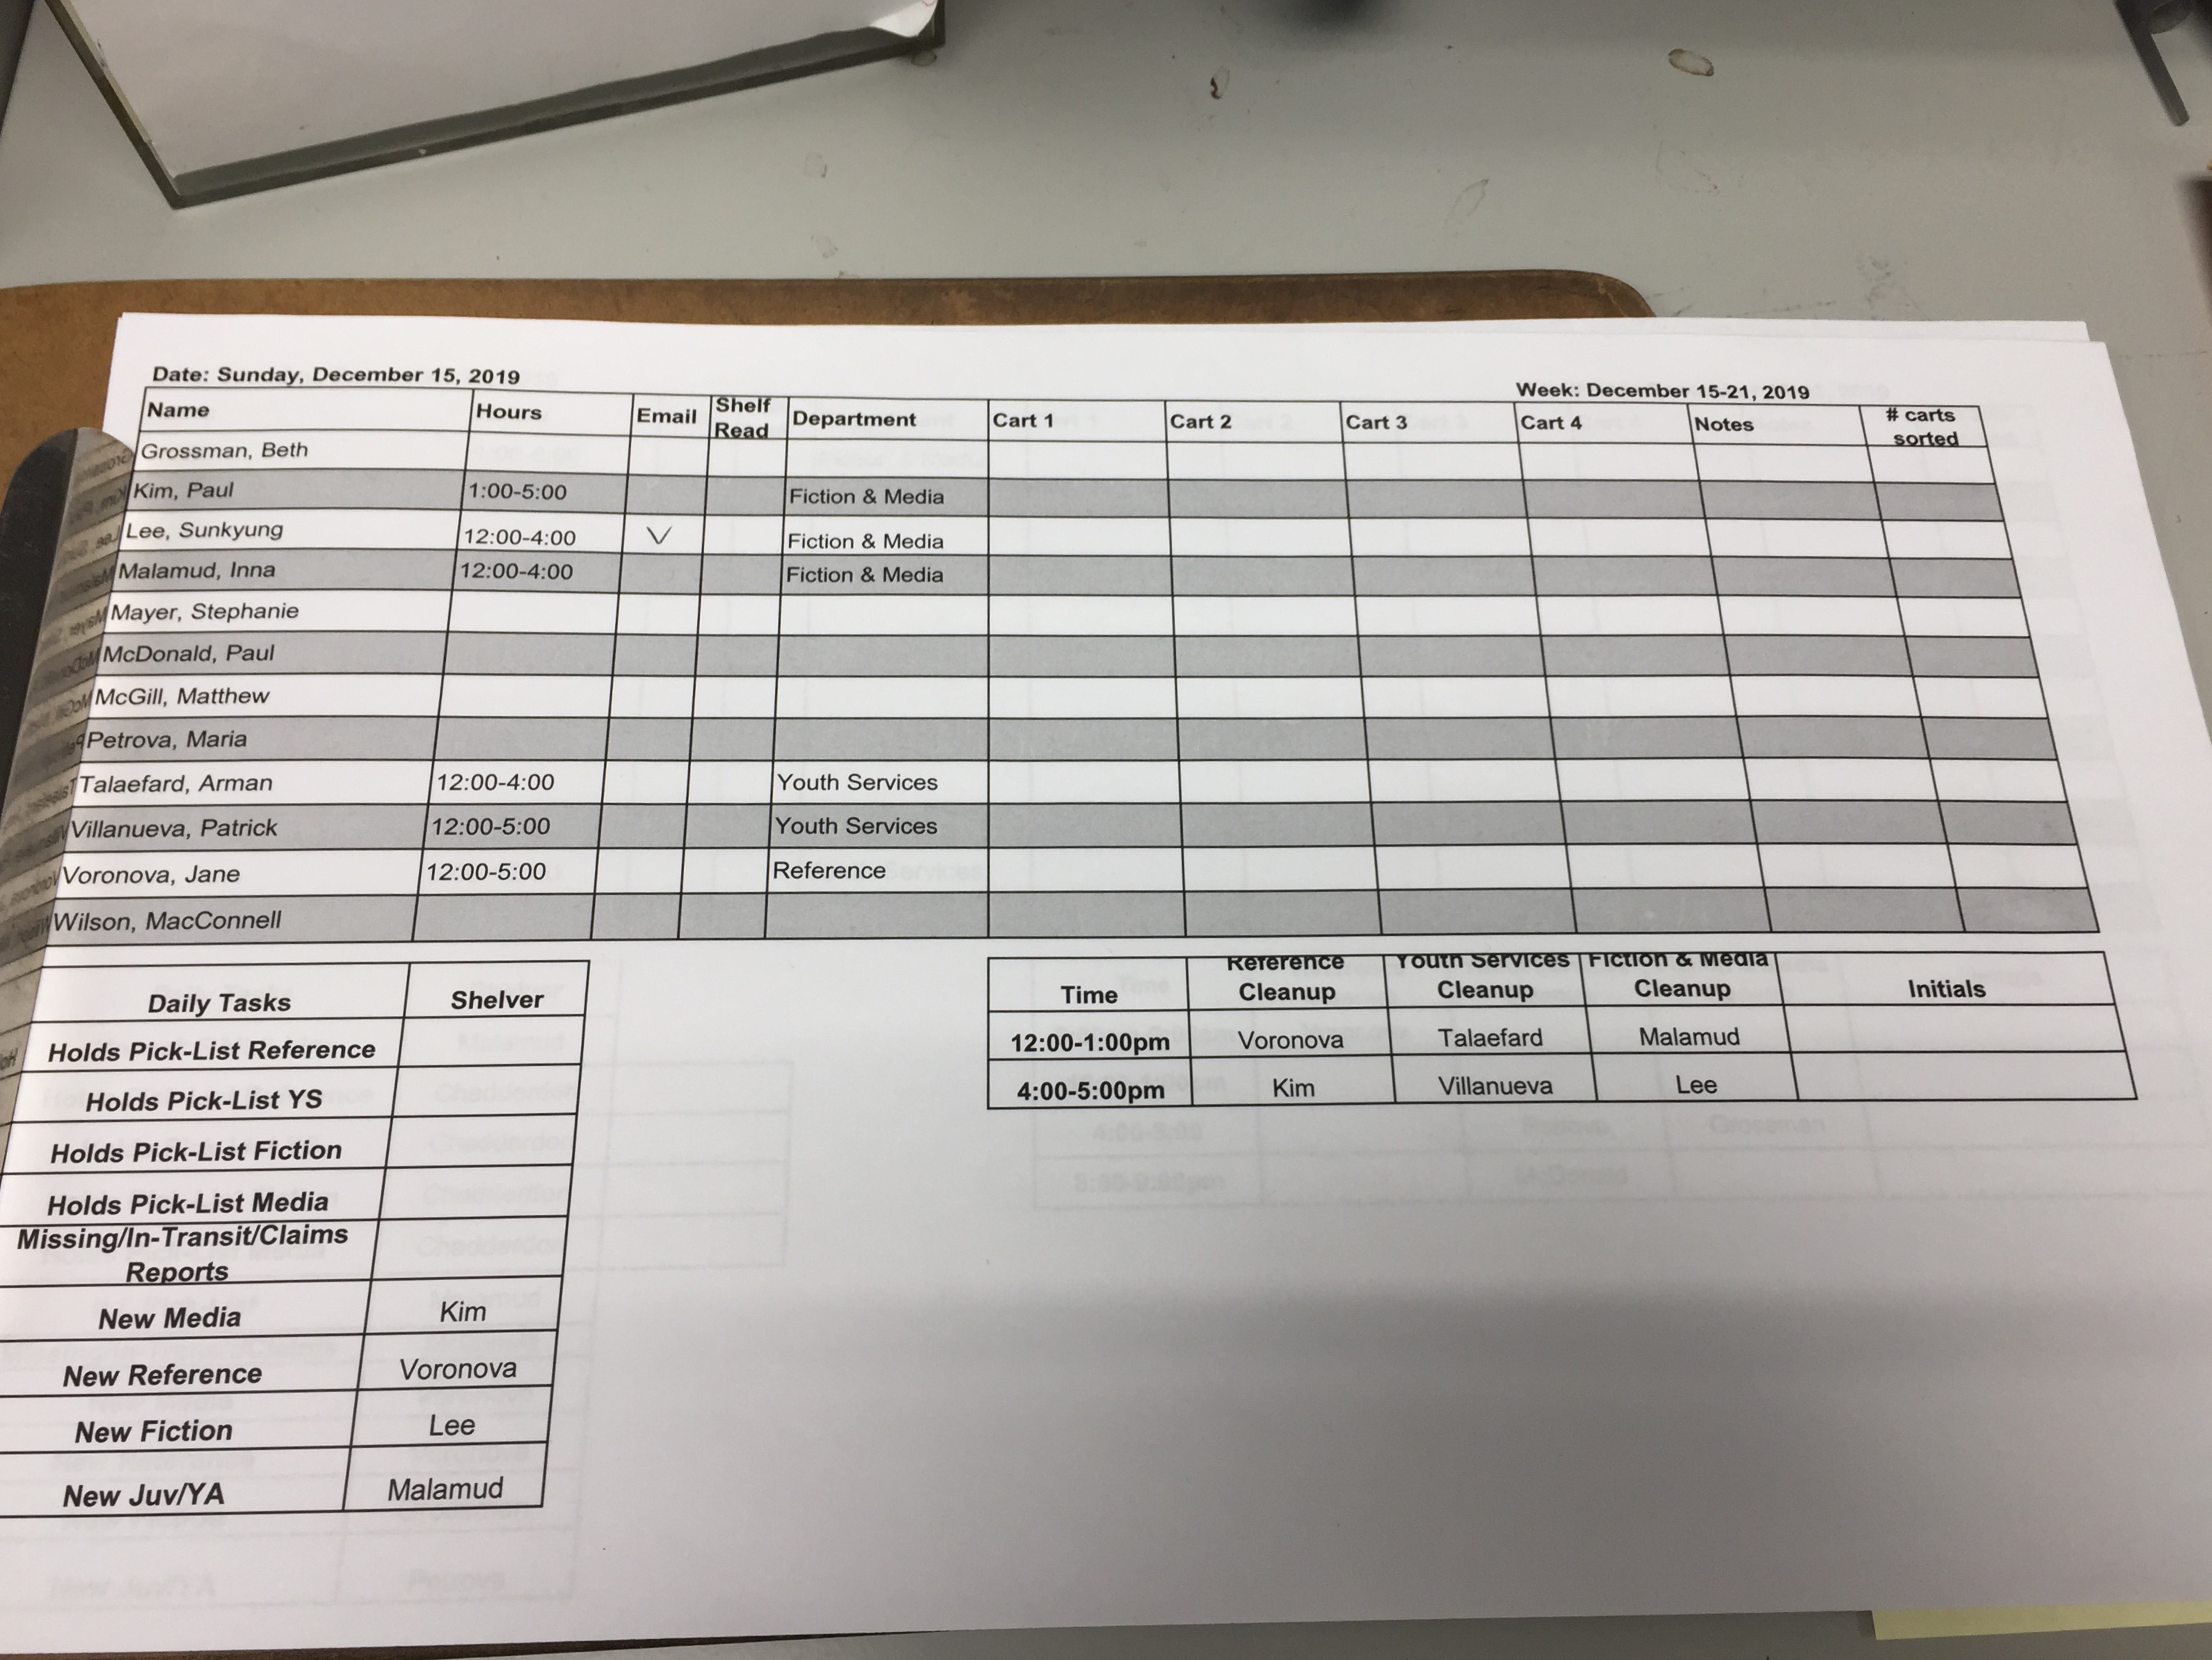 Date: Sunday, December 15, 2019
Week: December 15-21, 2019
Name Hours Email Shelf Read Department Cart 1 Cart 2 Cart 3 Cart 4 Notes # carts sorted
Grossman, Beth
Kim, Paul 1:00-5:00 Fiction & Media
Lee, Sunkyung 12:00-4:00 V Fiction & Media
Malamud, Inna 12:00-4:00 Fiction & Media
Mayer, Stephanie
McDonald, Paul
McGill, Matthew
Petrova, Maria
Talaefard, Arman 12:00-4:00 Youth Services
Villanueva, Patrick 12:00-5:00 Youth Services
Voronova, Jane 12:00-5:00 Reference
Wilson, MacConnell
Daily Tasks Shelver
Holds Pick-List Reference
Holds Pick-List YS
Holds Pick-List Fiction
Holds Pick-List Media
Missing/In-Transit/Claims
Reports
New Media Kim
New Reference Voronova
New Fiction Lee
New Juv/YA Malamud
Time Reference Cleanup Youth Services Cleanup Fiction & Media Cleanup Initials
12:00-1:00pm Voronova Talaefard Malamud
4:00-5:00pm Kim Villanueva Lee